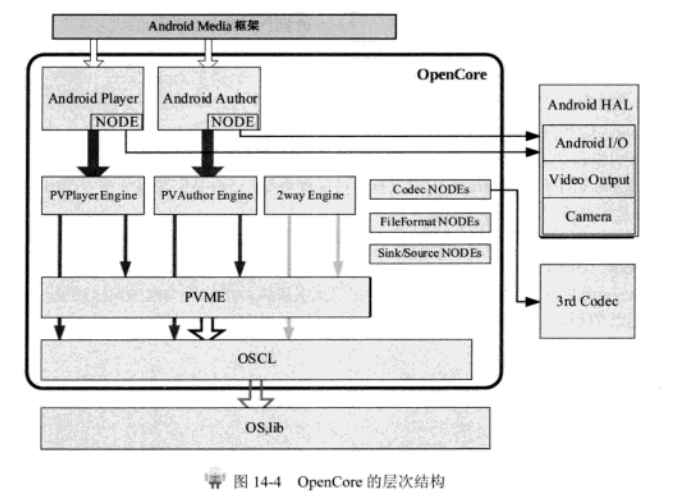 Android Media 框架
OpenCore
Android Player
NODE
Android Author
NODE
Android HAL
Android I/O
Video Output
Camera
PVPlayer Engine
PVAuthor Engine
2way Engine
Codec NODEs
FileFormat NODEs
Sink/Source NODEs
PVME
3rd Codec
OSCL
OS,lib
图 14-4 OpenCore 的层次结构